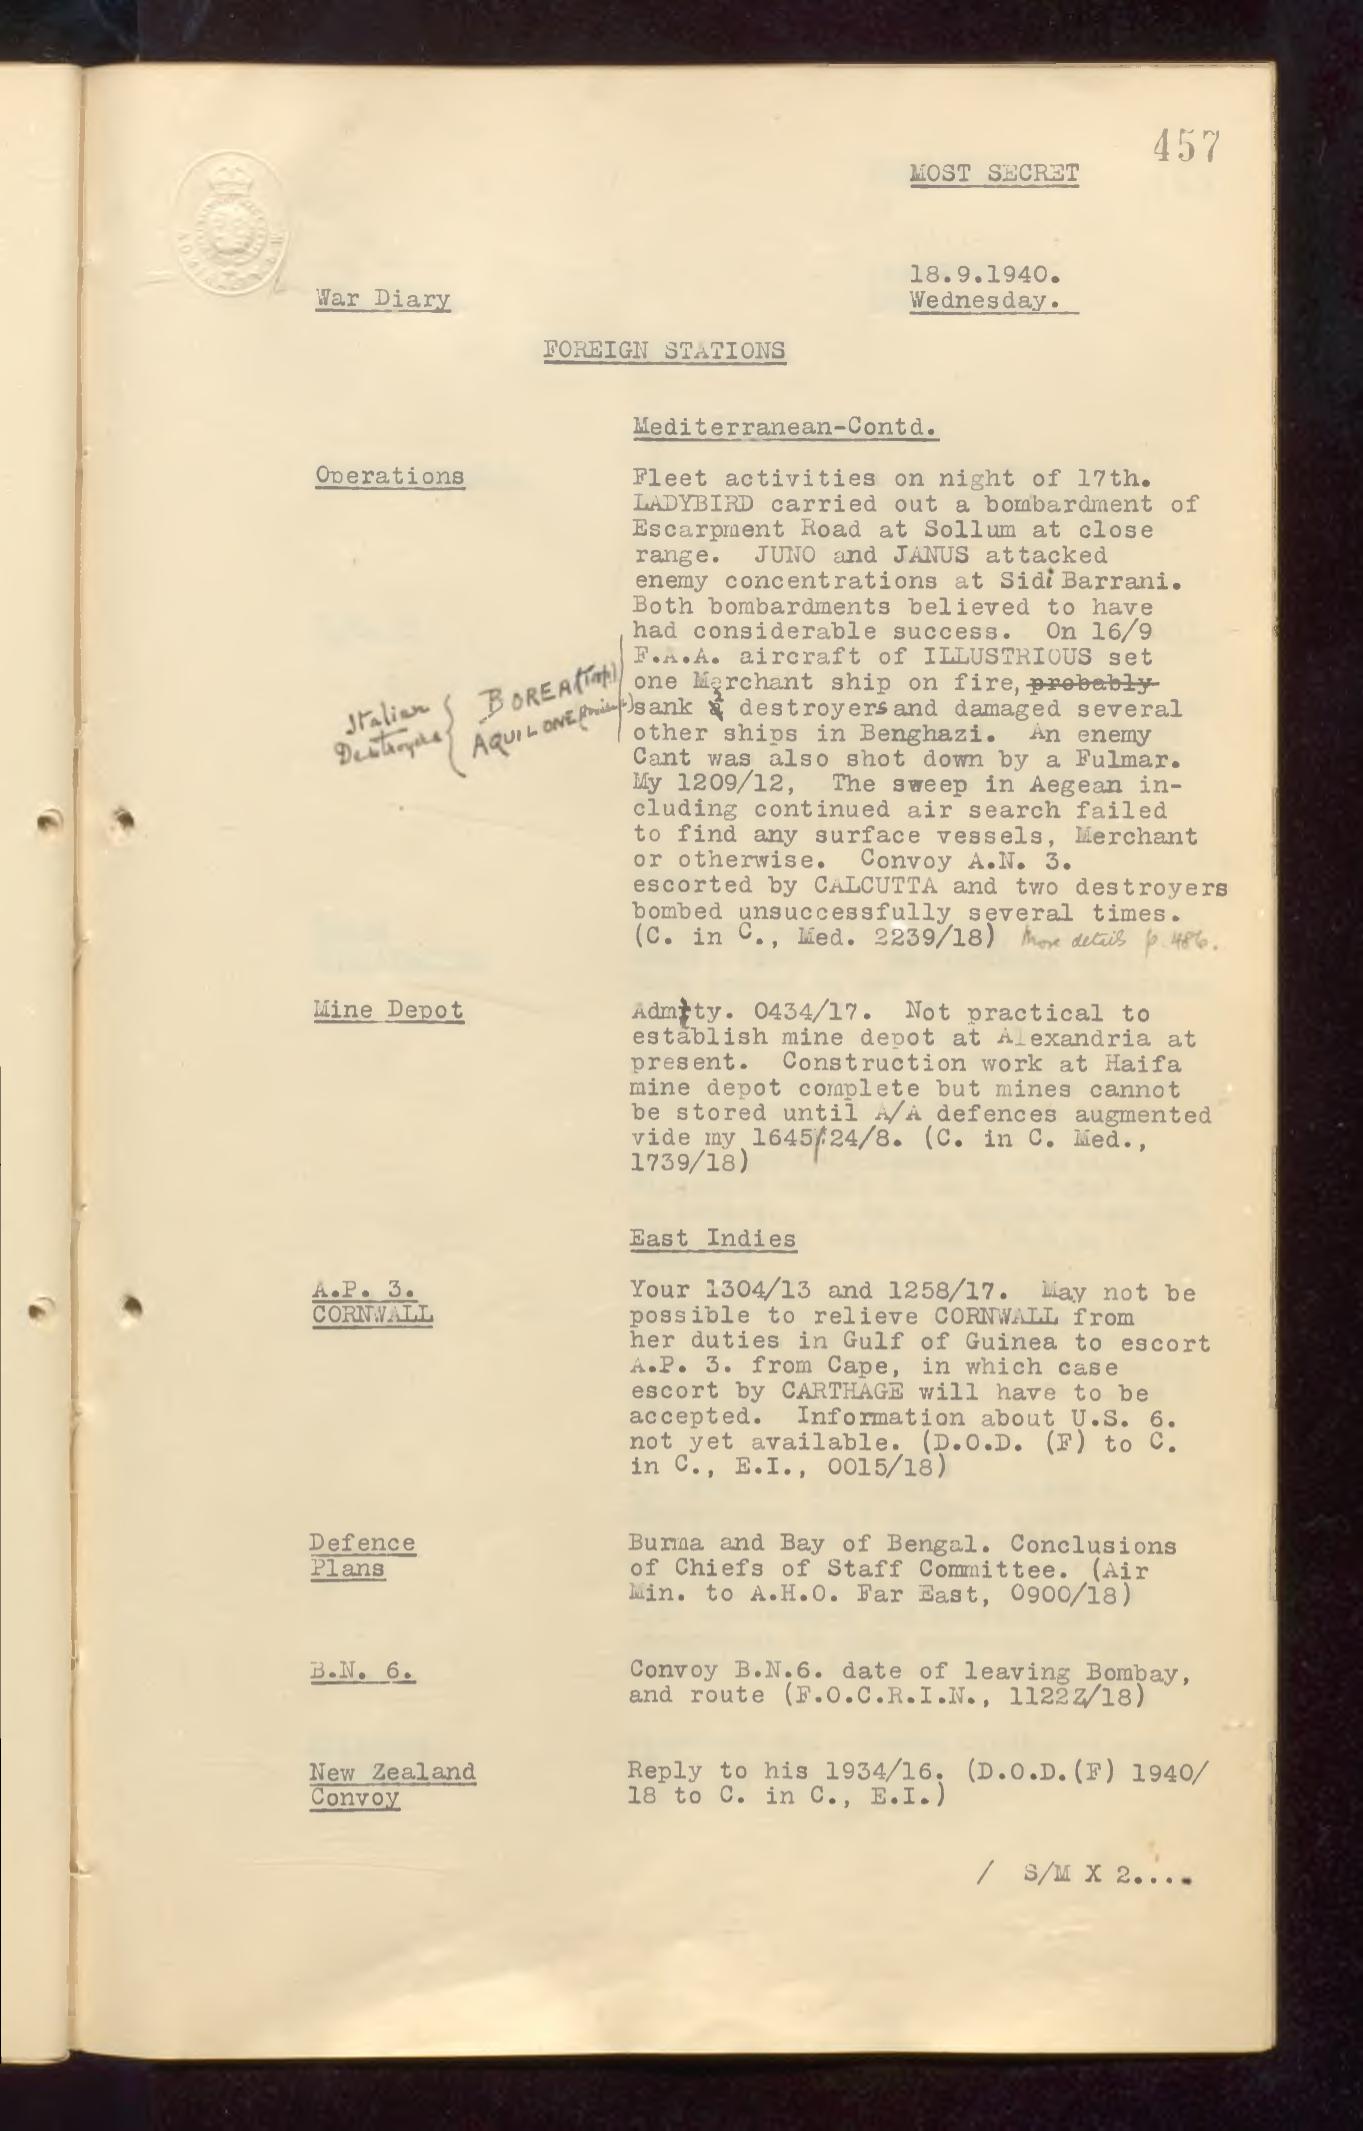 457
MOST SECRET
18.9.1940.
War Diary
Wednesday.
FOREIGN STATIONS
Mediterranean-Contd.
Operations
Fleet activities on night of 17th.
LADYBIRD carried out a bombardment of
Escarpment Road at Sollum at close
range. JUNO and JANUS attacked
enemy concentrations at Sidi Barrani.
Both bombardments believed to have
had considerable success. On 16/9
F.A.A. aircraft of ILLUSTRIOUS set
one Merchant ship on fire, probably
sank 2 destroyers and damaged several
other ships in Benghazi. An enemy
Cant was also shot down by a Fulmar.
My 1209/12, The sweep in Aegean in-
cluding continued air search failed
to find any surface vessels, Merchant
or otherwise. Convoy A.N. 3.
escorted by CALCUTTA and two destroyers
bombed unsuccessfully several times.
(C. in C., Med. 2239/18) More details p. 486.
Italian
Destroyers
BOREA (Torp)
AQUILONE
Mine Depot
Admty. 0434/17. Not practical to
establish mine depot at Alexandria at
present. Construction work at Haifa
mine depot complete but mines cannot
be stored until A/A defences augmented
vide my 1645/24/8. (C. in C. Med.,
1739/18)
East Indies
A.P. 3.
CORNWALL
Your 1304/13 and 1258/17. May not be
possible to relieve CORNWALL from
her duties in Gulf of Guinea to escort
A.P. 3. from Cape, in which case
escort by CARTHAGE will have to be
accepted. Information about U.S. 6.
not yet available. (D.O.D. (F) to C.
in C., E.I., 0015/18)
Defence
Plans
Burma and Bay of Bengal. Conclusions
of Chiefs of Staff Committee. (Air
Min. to A.H.O. Far East, 0900/18)
B.N. 6.
Convoy B.N.6. date of leaving Bombay,
and route (F.O.C.R.I.N., 1122Z/18)
New Zealand
Convoy
Reply to his 1934/16. (D.O.D.(F) 1940/
18 to C. in C., E.I.)
/ S/M X 2....